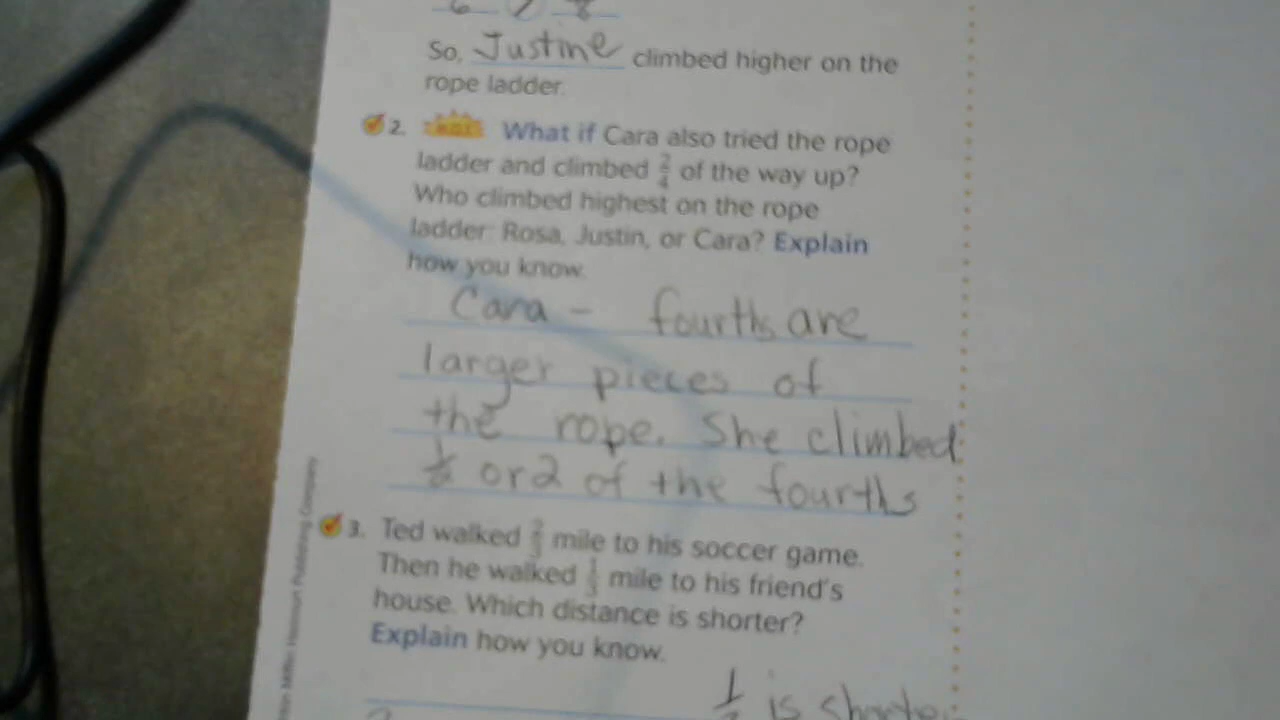 So, Justine climbed higher on the
rope ladder.
2. What if Cara also tried the rope
ladder and climbed 2/4 of the way up?
Who climbed highest on the rope
ladder: Rosa, Justin, or Cara? Explain
how you know.
Cara - fourths are
larger pieces of
the rope. She climbed
1/2 or 2 of the fourths
3. Ted walked 2/3 mile to his soccer game.
Then he walked 1/3 mile to his friend's
house. Which distance is shorter?
Explain how you know.
is shorter
Publishing Company